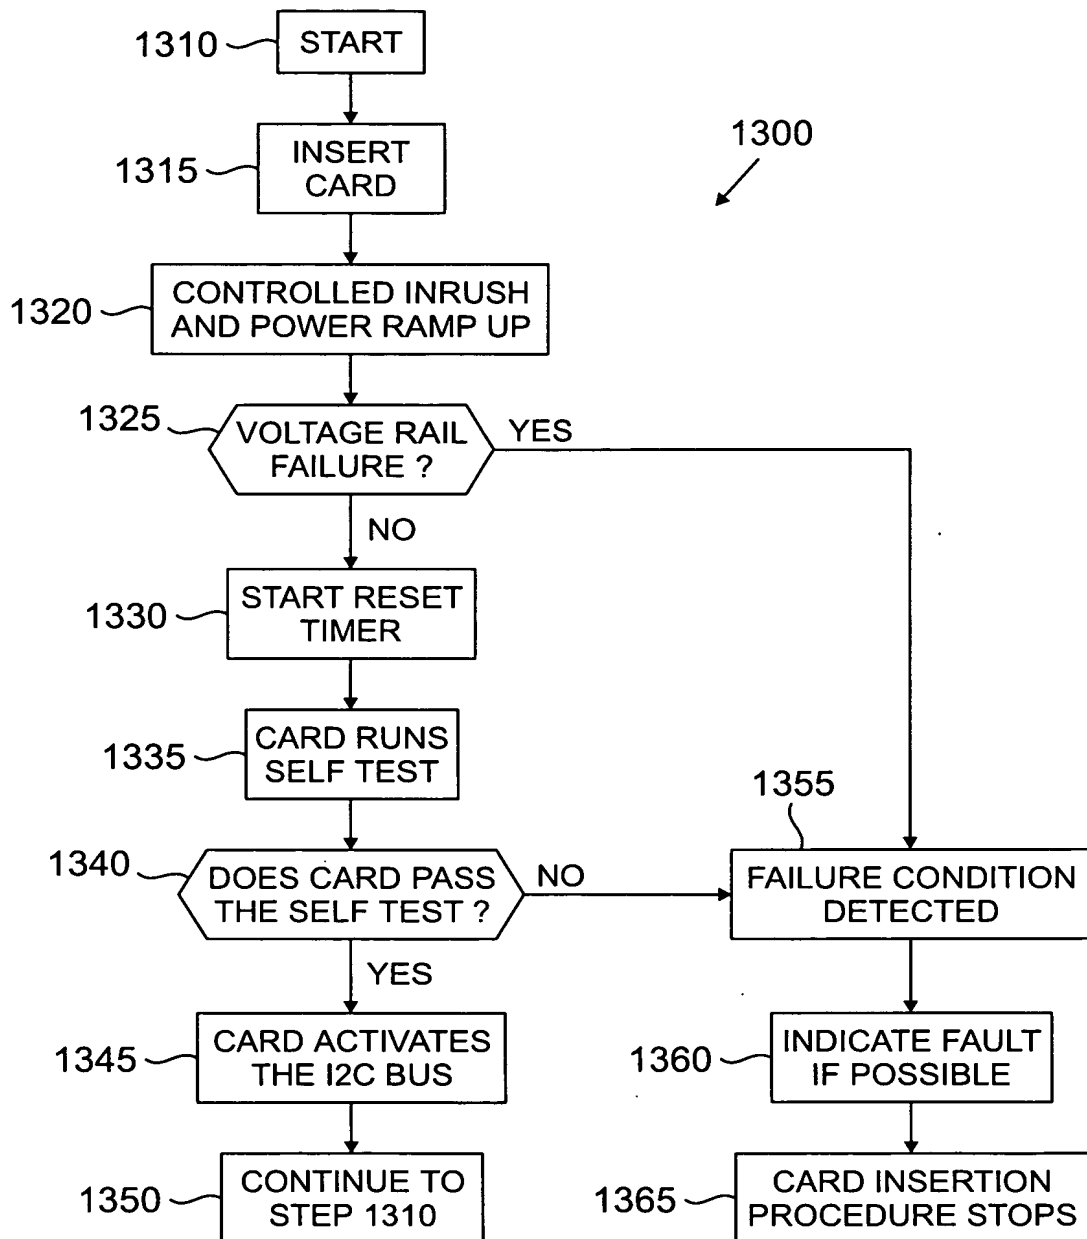 1310
START
1300
1315
INSERT
CARD
1320
CONTROLLED INRUSH
AND POWER RAMP UP
1325
VOLTAGE RAIL
FAILURE ?
YES
NO
1330
START RESET
TIMER
1335
CARD RUNS
SELF TEST
1340
DOES CARD PASS
THE SELF TEST ?
NO
1355
FAILURE CONDITION
DETECTED
YES
1345
CARD ACTIVATES
THE I2C BUS
1360
INDICATE FAULT
IF POSSIBLE
1350
CONTINUE TO
STEP 1310
1365
CARD INSERTION
PROCEDURE STOPS